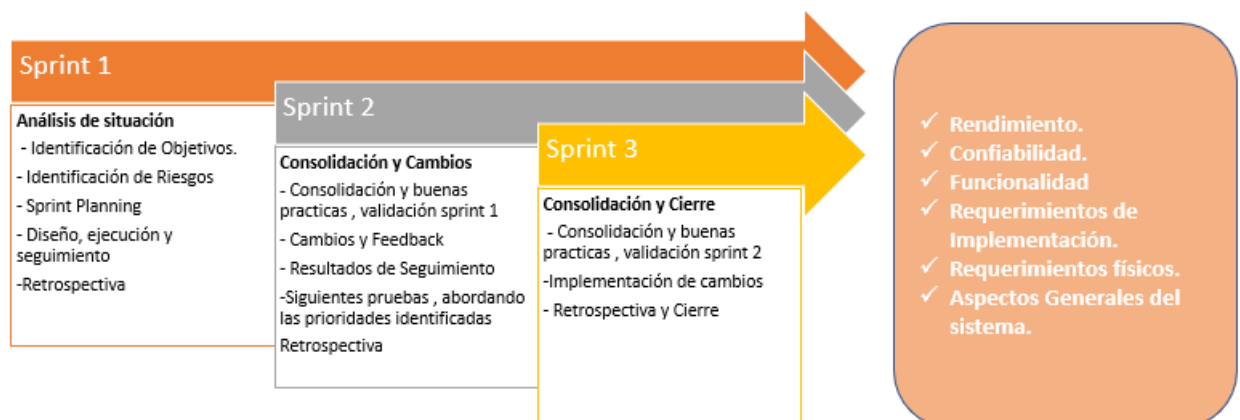 Sprint 1
Análisis de situación
- Identificación de Objetivos.
- Identificación de Riesgos
- Sprint Planning
- Diseño, ejecución y
seguimiento
-Retrospectiva
Sprint 2
Consolidación y Cambios
- Consolidación y buenas
practicas , validación sprint 1
- Cambios y Feedback
- Resultados de Seguimiento
-Siguientes pruebas , abordando
las prioridades identificadas
Retrospectiva
Sprint 3
Consolidación y Cierre
- Consolidación y buenas
practicas , validación sprint 2
-Implementación de cambios
- Retrospectiva y Cierre
✓ Rendimiento.
✓ Confiabilidad.
✓ Funcionalidad
✓ Requerimientos de
Implementación.
✓ Requerimientos físicos.
✓ Aspectos Generales del
sistema.